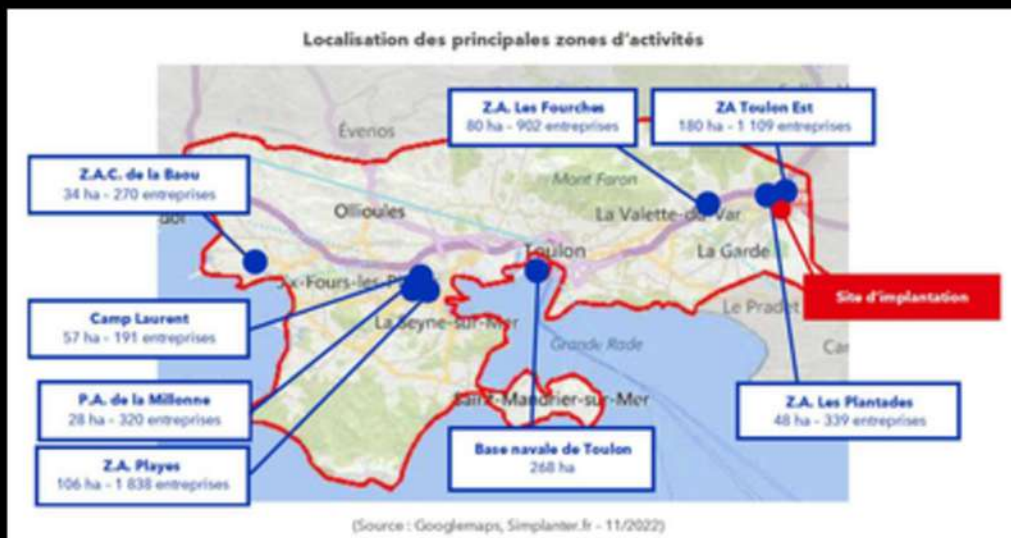 Localisation des principales zones d'activités
Z.A. Les Fourches
80 ha - 902 entreprises
ZA Toulon Est
180 ha - 1 109 entreprises
Évenos
Z.A.C. de la Baou
34 ha - 270 entreprises
Mont Faron
Ollioules
La Valette-du-Var
Toulon
La Garde
Camp Laurent
57 ha - 191 entreprises
Site d'implantation
Le Pradet
La Seyne-sur-Mer
Grande Rade
P.A. de la Millonne
28 ha - 320 entreprises
Saint-Mandrier-sur-Mer
Z.A. Les Plantades
48 ha - 339 entreprises
Z.A. Playes
106 ha - 1 838 entreprises
Base navale de Toulon
268 ha
(Source : Googlemaps, Simplanter.fr - 11/2022)